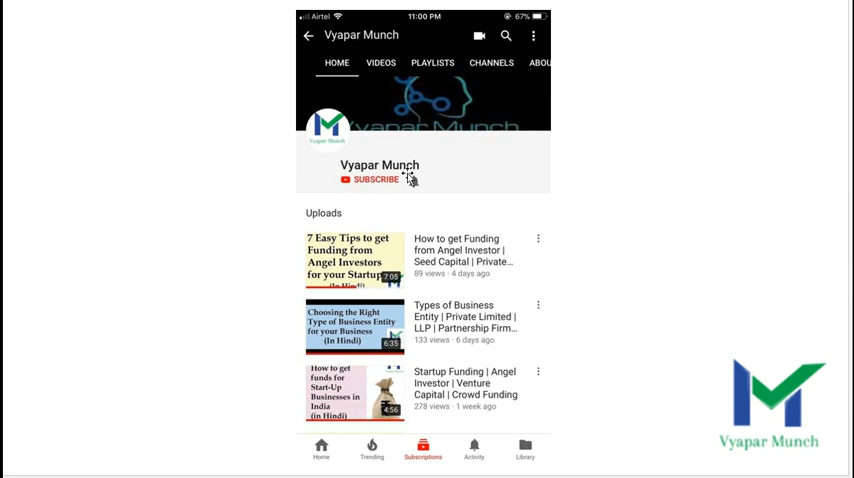 Airtel 11:00 PM 67%
Vyapar Munch
HOME VIDEOS PLAYLISTS CHANNELS ABOU
Vyapar Munch
Vyapar Munch
Vyapar Munch
SUBSCRIBE
Uploads
7 Easy Tips to get
Funding from
Angel Investors
for your Startup
(In Hindi)
7:05
How to get Funding
from Angel Investor |
Seed Capital | Private...
89 views · 4 days ago
Choosing the Right
Type of Business Entity
for your Business
(In Hindi)
6:35
Types of Business
Entity | Private Limited |
LLP | Partnership Firm...
133 views · 6 days ago
How to get
funds for
Start-Up
Businesses in
India
(in Hindi)
4:56
Startup Funding | Angel
Investor | Venture
Capital | Crowd Funding
278 views · 1 week ago
Home Trending Subscriptions Activity Library
Vyapar Munch